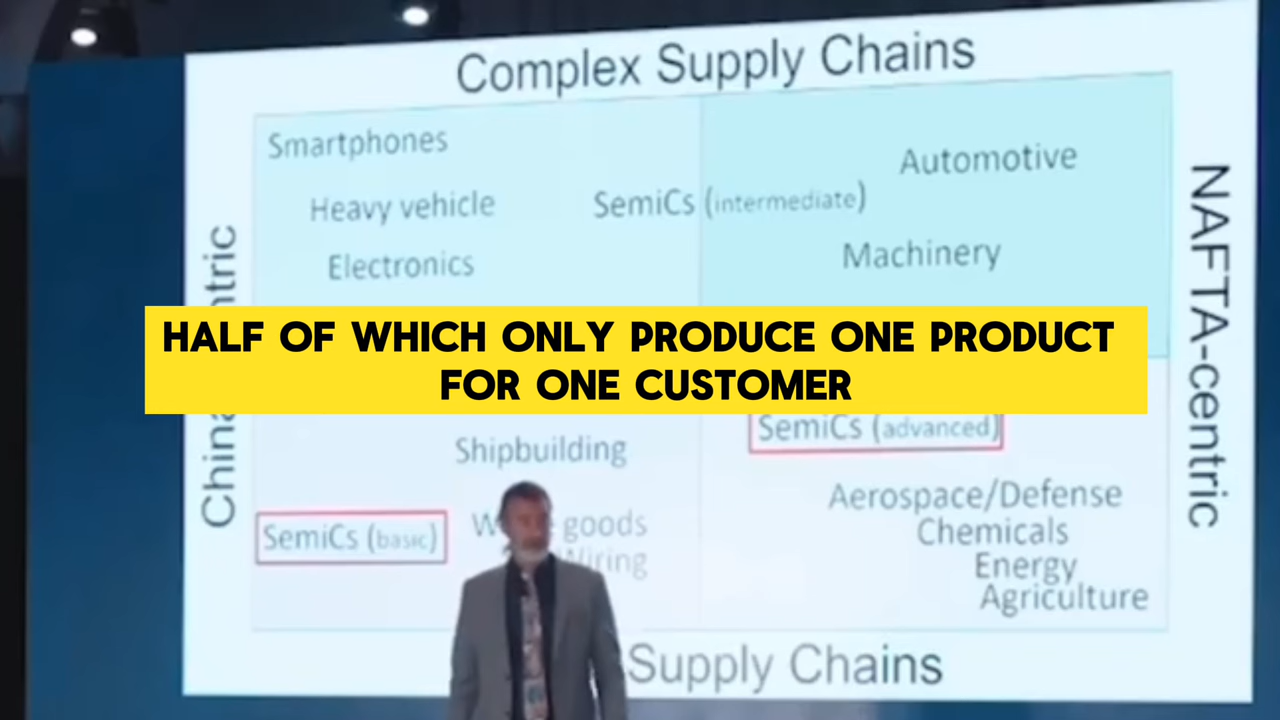 Complex Supply Chains
Smartphones
Automotive
Heavy vehicle
SemiCs (intermediate)
Electronics
Machinery
NAFTA-centric
HALF OF WHICH ONLY PRODUCE ONE PRODUCT
FOR ONE CUSTOMER
SemiCs (advanced)
Shipbuilding
Aerospace/Defense
SemiCs (basic)
goods
Chemicals
Energy
Agriculture
Supply Chains